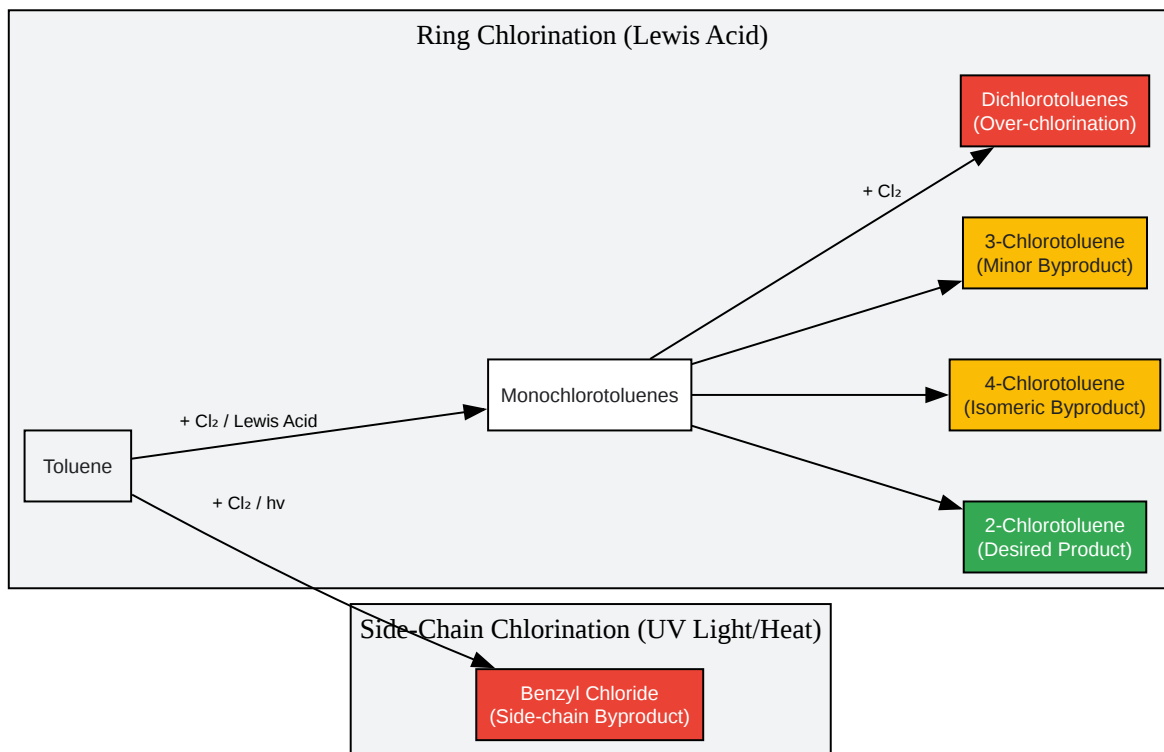 Ring Chlorination (Lewis Acid)
Dichlorotoluenes
(Over-chlorination)
+ Cl₂
3-Chlorotoluene
(Minor Byproduct)
Monochlorotoluenes
4-Chlorotoluene
(Isomeric Byproduct)
+ Cl₂ / Lewis Acid
Toluene
+ Cl₂ / hv
2-Chlorotoluene
(Desired Product)
Side-Chain Chlorination (UV Light/Heat)
Benzyl Chloride
(Side-chain Byproduct)